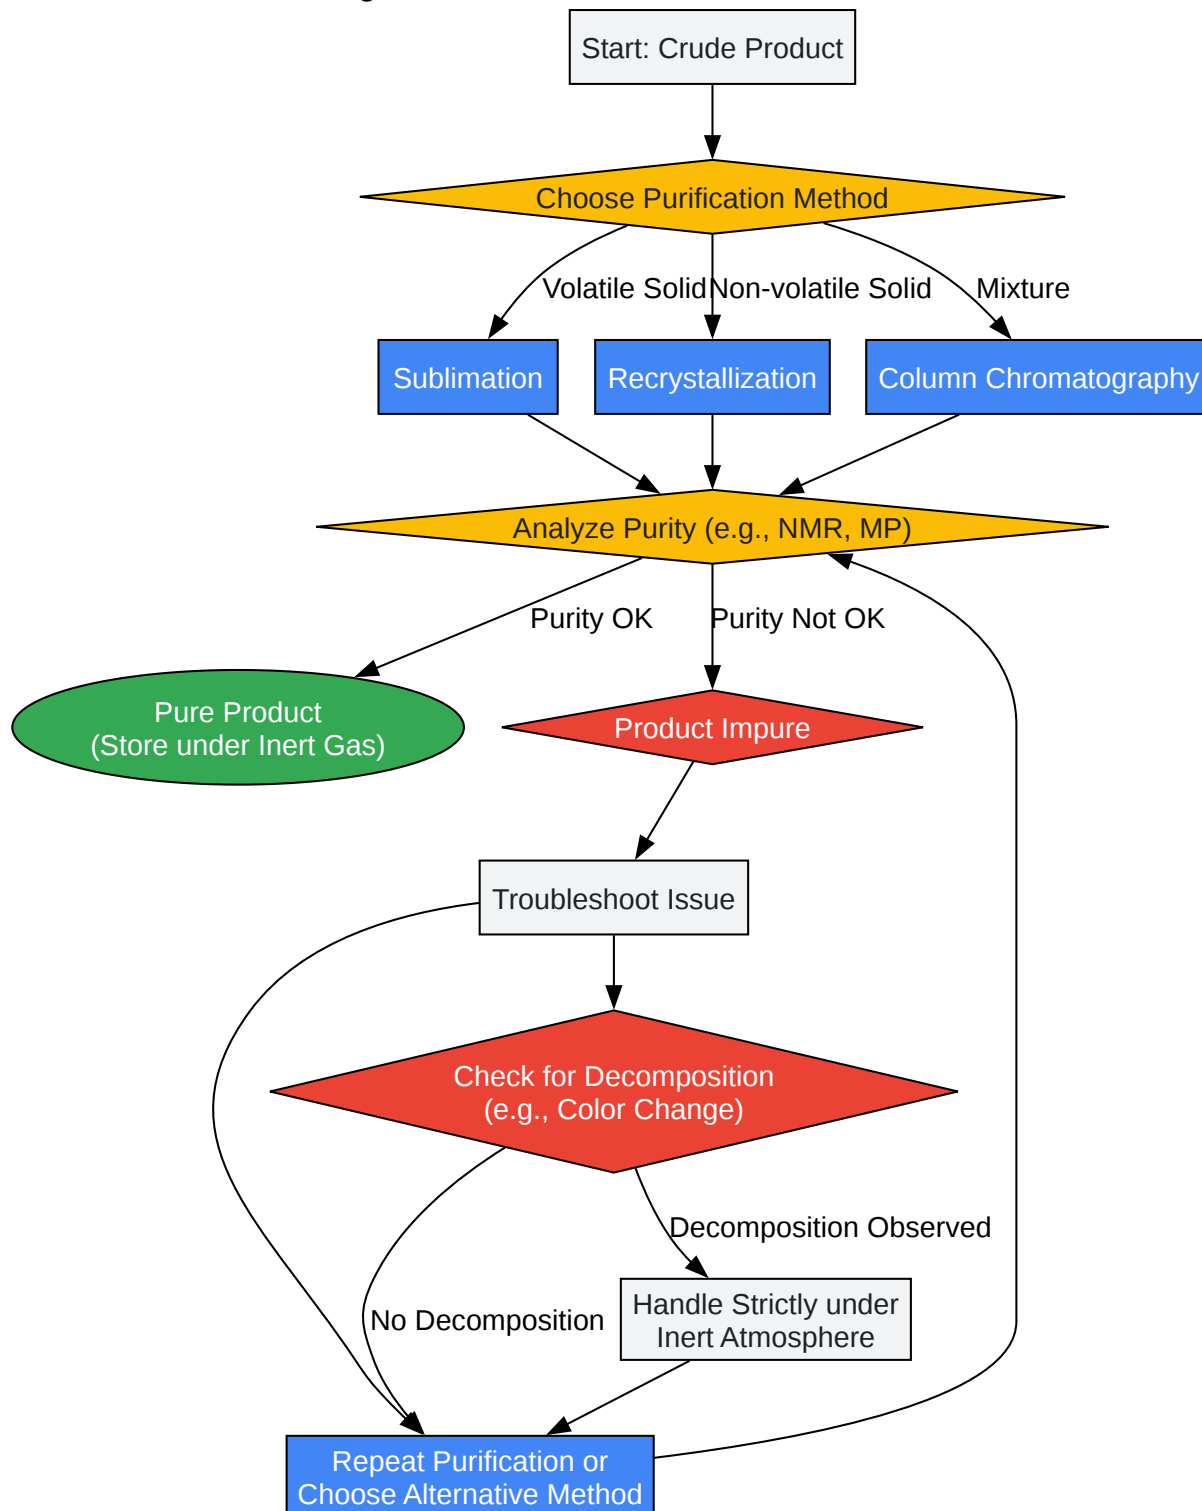 Start: Crude Product
Choose Purification Method
Volatile Solid
Non-volatile Solid
Mixture
Sublimation
Recrystallization
Column Chromatography
Analyze Purity (e.g., NMR, MP)
Purity OK
Purity Not OK
Pure Product
(Store under Inert Gas)
Product Impure
Troubleshoot Issue
Check for Decomposition
(e.g., Color Change)
Decomposition Observed
Handle Strictly under
Inert Atmosphere
No Decomposition
Repeat Purification or
Choose Alternative Method